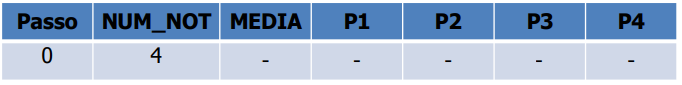 Passo NUM_NOT MEDIA P1 P2 P3 P4
0 4 - - - - -